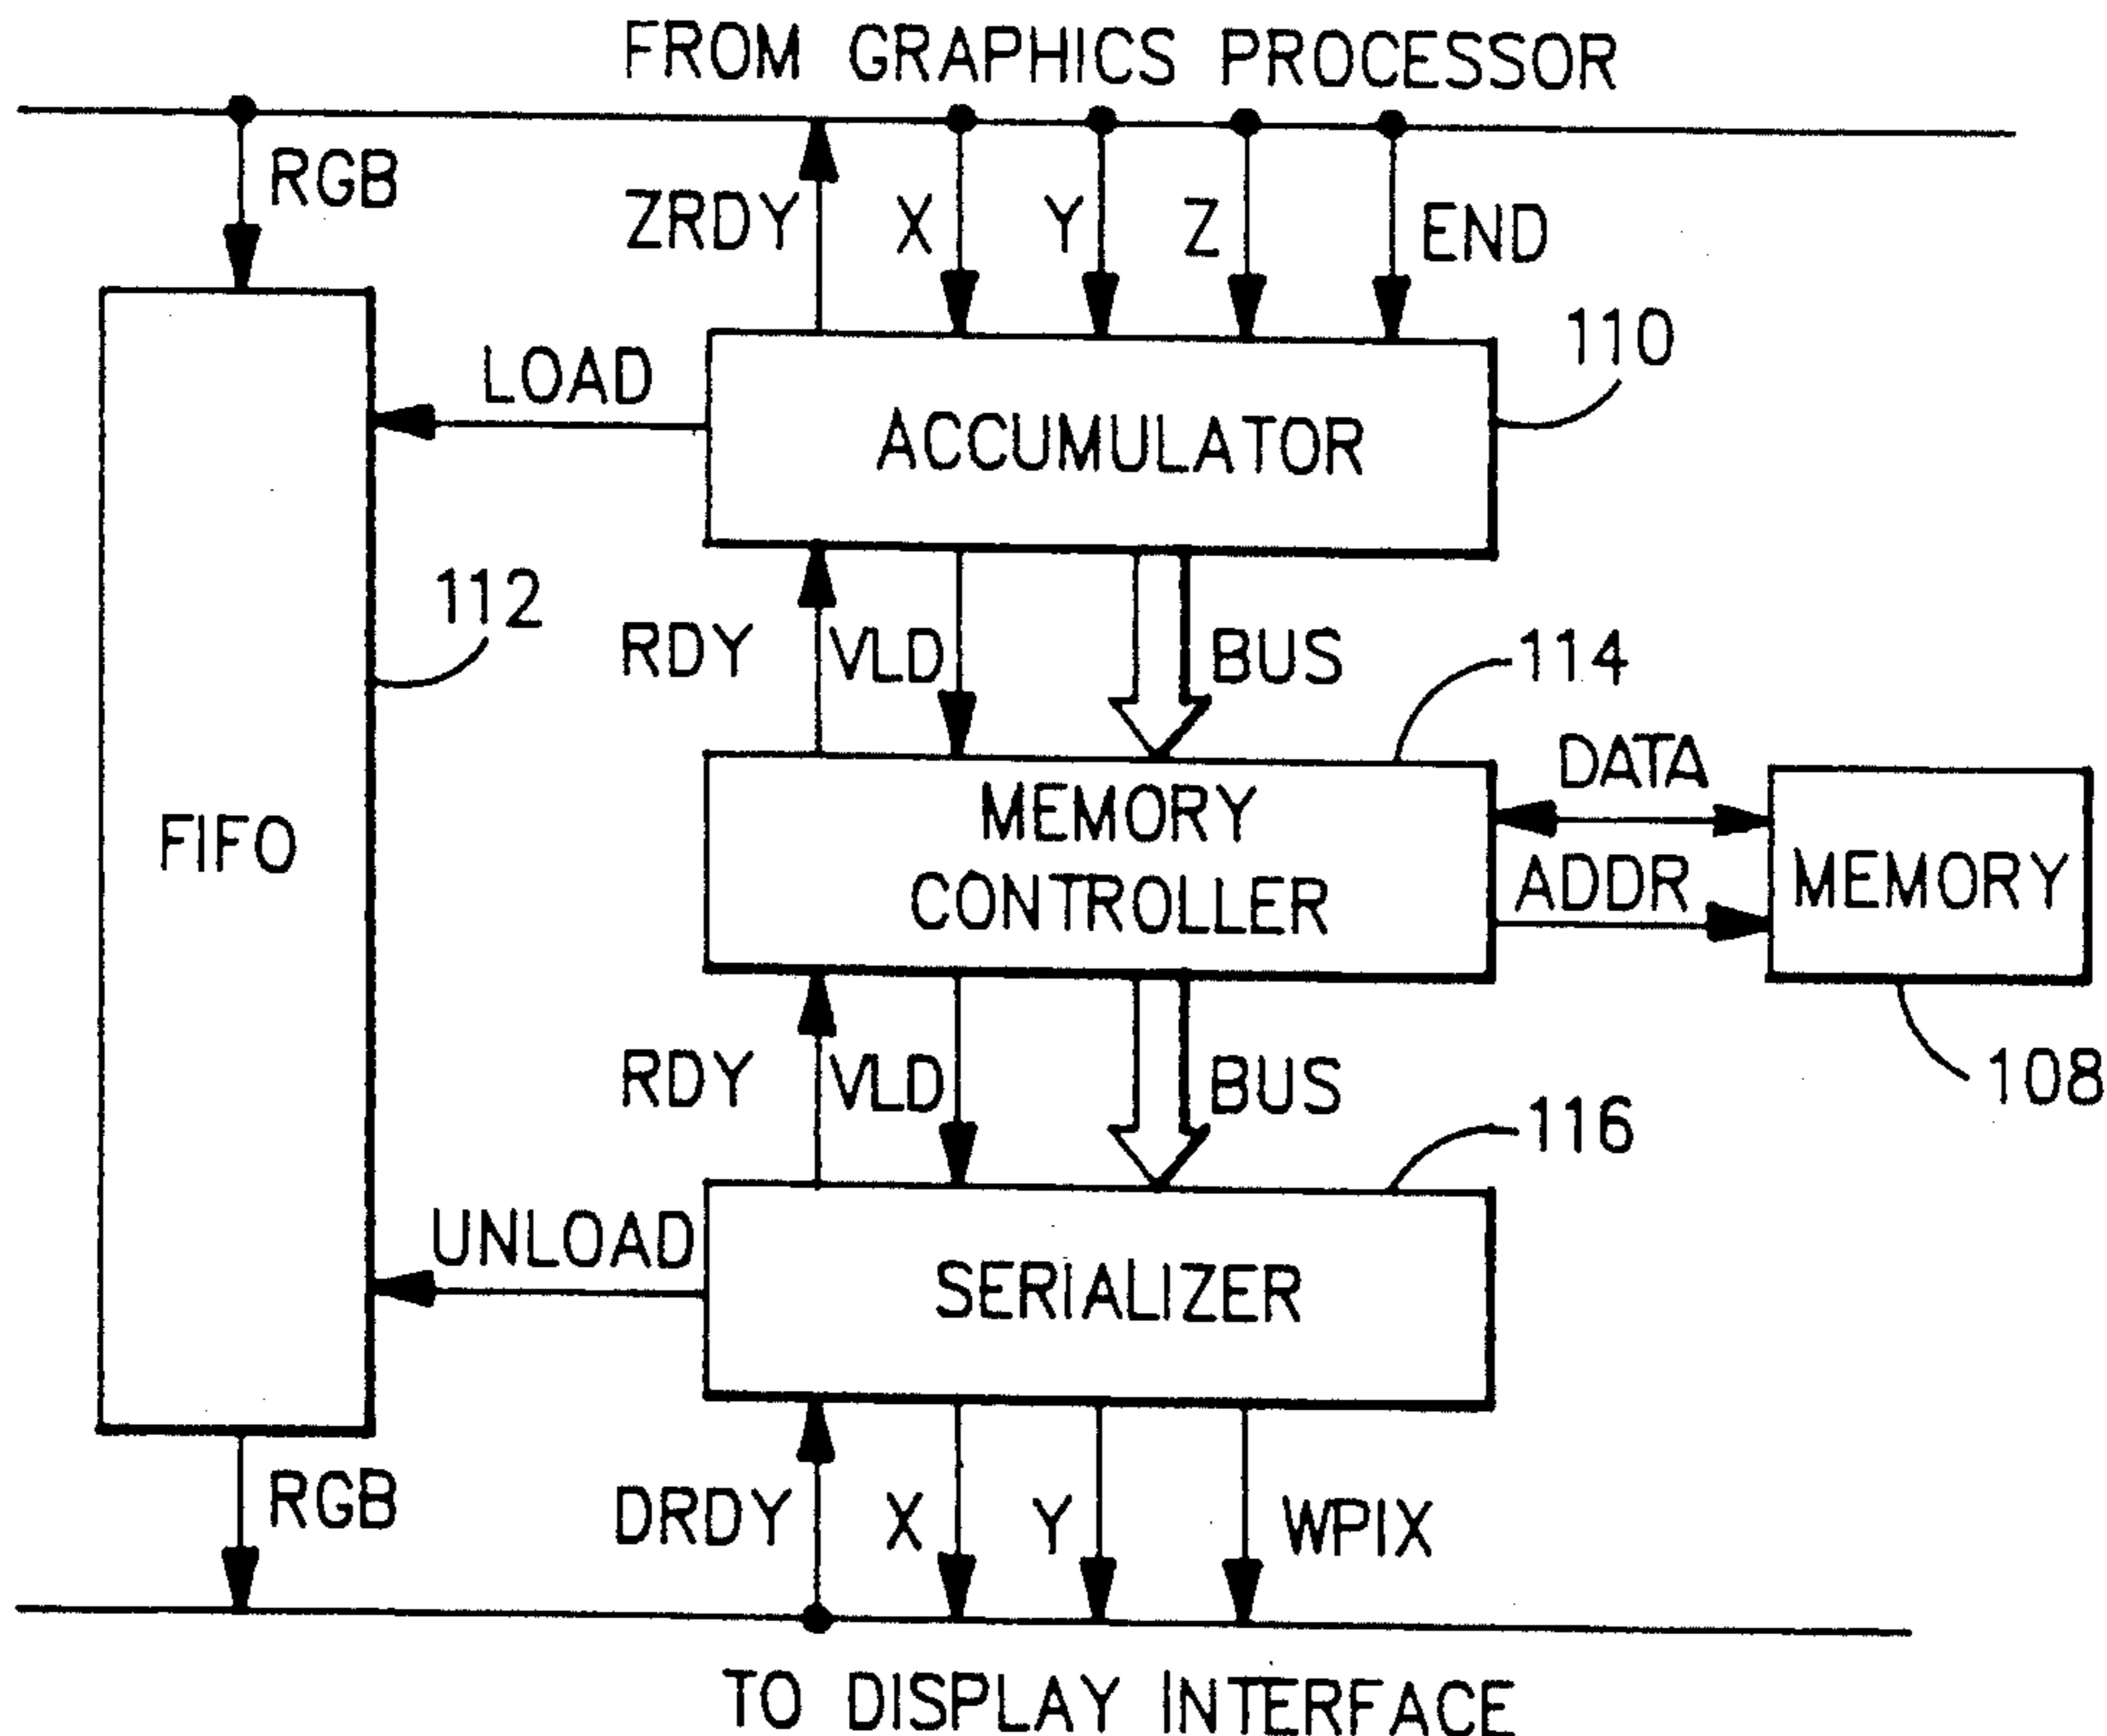 FROM GRAPHICS PROCESSOR
RGB
ZRDY
X
Y
Z
END
110
LOAD
ACCUMULATOR
112
RDY
VLD
BUS
114
DATA
FIFO
MEMORY
CONTROLLER
ADDR
MEMORY
108
RDY
VLD
BUS
116
UNLOAD
SERIALIZER
RGB
DRDY
X
Y
WPIX
TO DISPLAY INTERFACE